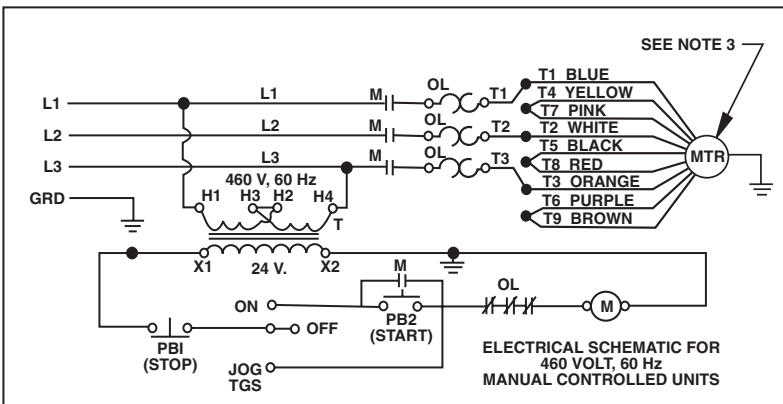 SEE NOTE 3
OL
T1 BLUE
L1 L1 M T1 T4 YELLOW
T7 PINK
OL
L2 L2 M T2 T2 WHITE
T5 BLACK
MTR
OL
L3 L3 M T3 T8 RED
T3 ORANGE
460 V, 60 Hz
GRD H1 H3 H2 H4 T T6 PURPLE
T9 BROWN
X1 24 V. X2
M OL
ON M
PB2
(START)
OFF
PBI
(STOP)
JOG
TGS
ELECTRICAL SCHEMATIC FOR
460 VOLT, 60 Hz
MANUAL CONTROLLED UNITS